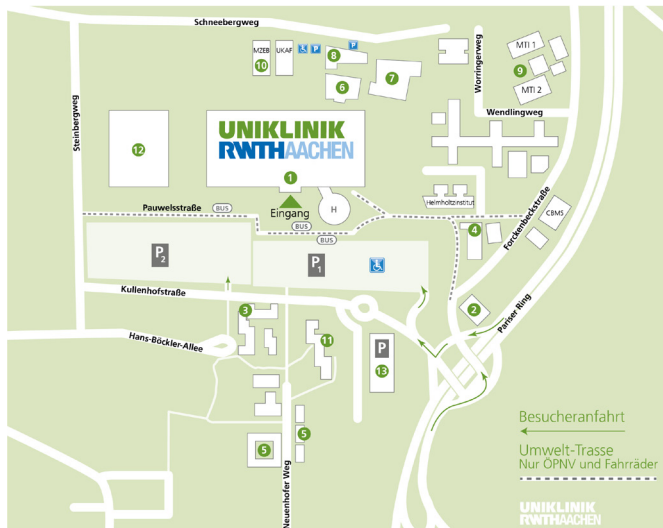 Schneebergweg
MZEB
UKAF
P
P
8
MTI 1
10
9
7
6
MTI 2
Worringerweg
Wendlingweg
Steinbergweg
UNIKLINIK
RWTHAACHEN
12
1
Pauwelsstraße
BUS
Eingang
H
Helmholtzinstitut
CBMS
Forckenbeckstraße
BUS
BUS
4
P2
P1
Kullenhofstraße
Pariser Ring
3
2
Hans-Böckler-Allee
11
P
13
5
5
Neuenhofer Weg
Besucheranfahrt
Umwelt-Trasse
Nur ÖPNV und Fahrräder
UNIKLINIK
RWTHAACHEN